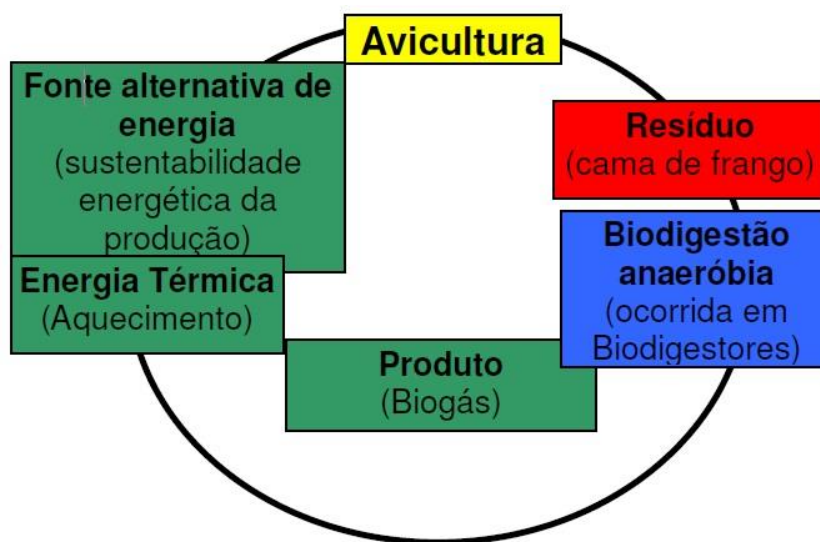 Avicultura
Fonte alternativa de
energia
(sustentabilidade
energética da
produção)
Resíduo
(cama de frango)
Biodigestão
anaeróbia
(ocorrida em
Biodigestores)
Energia Térmica
(Aquecimento)
Produto
(Biogás)